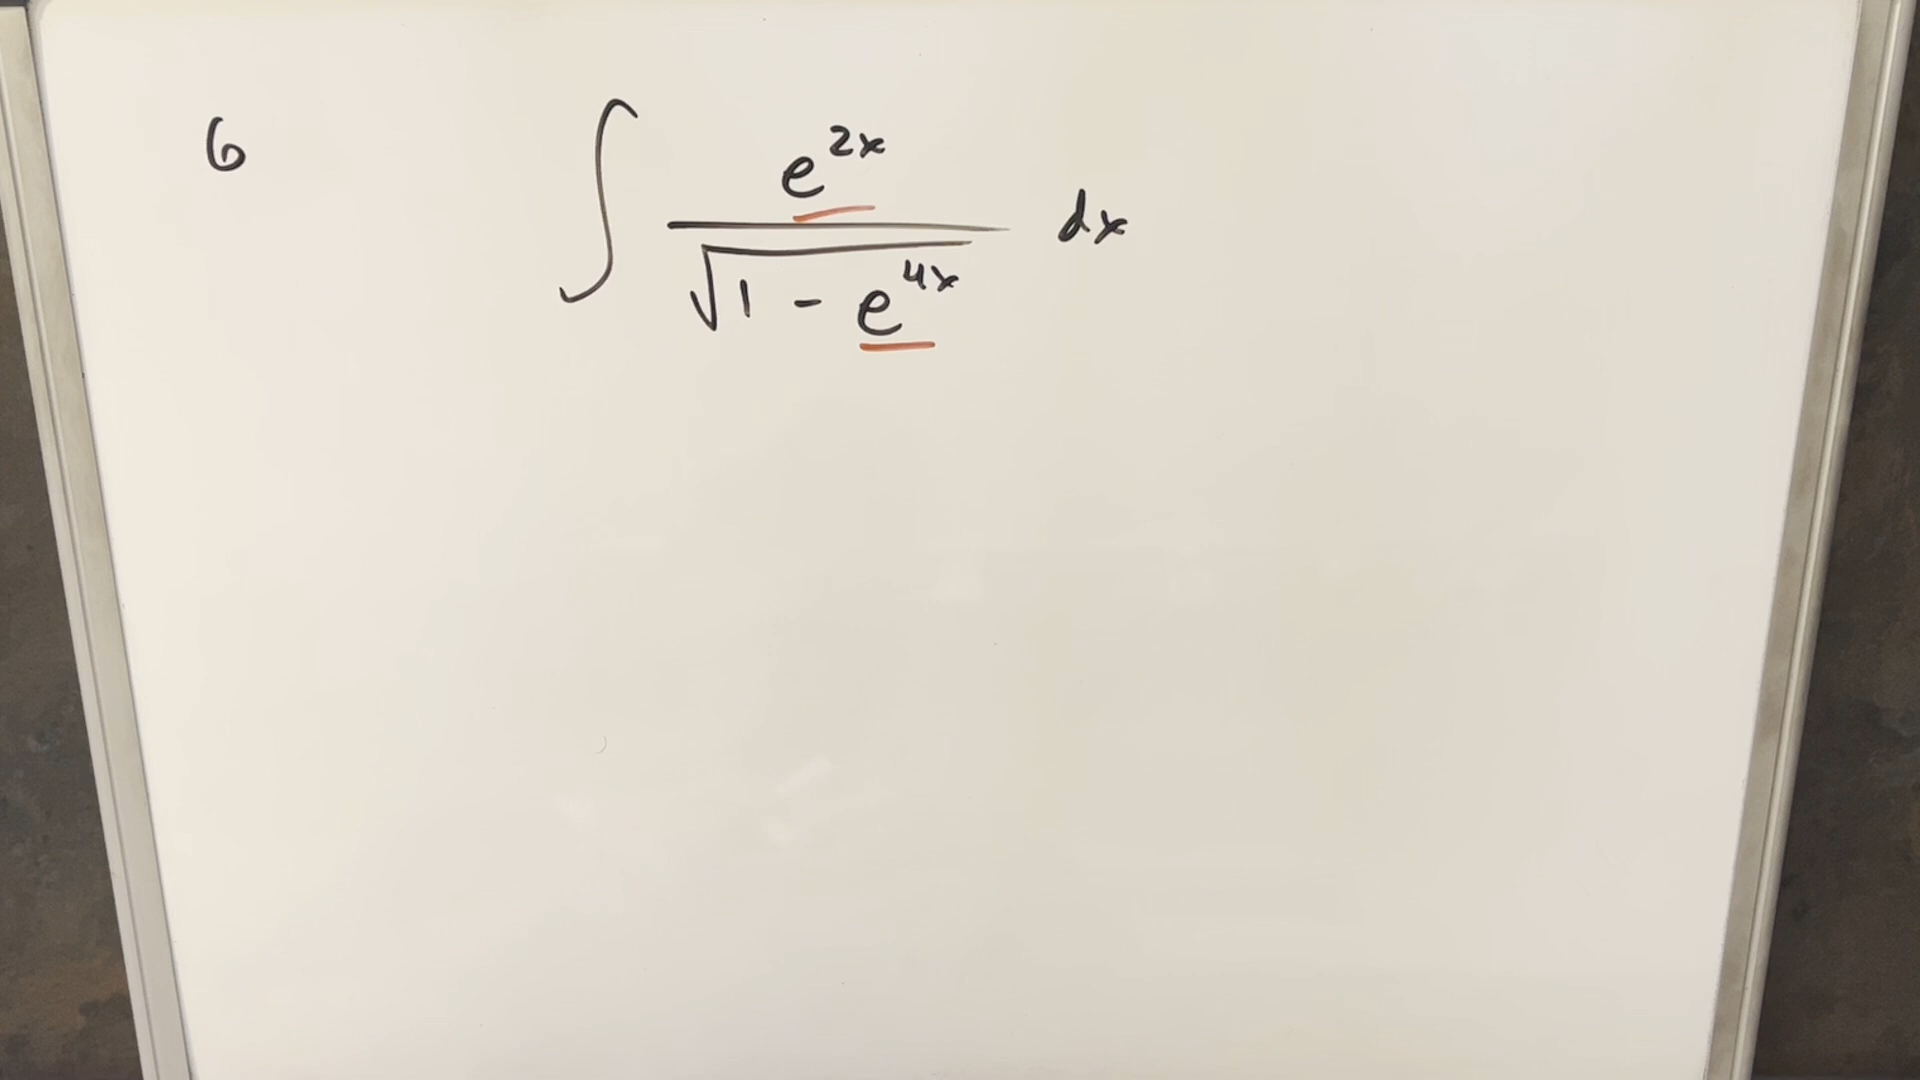 6
∫ e^{2x} / √(1 - e^{4x}) dx